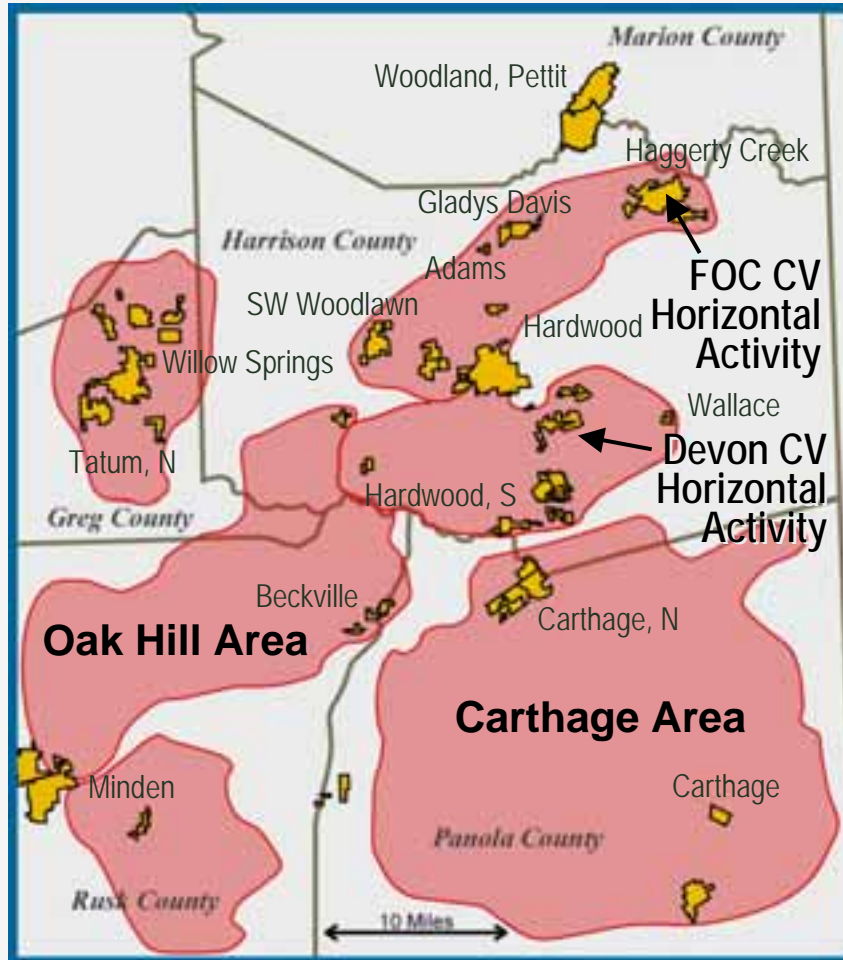 Marion County
Woodland, Pettit
Haggerty Creek
Gladys Davis
Harrison County
Adams
FOC CV
Horizontal
Activity
SW Woodlawn
Hardwood
Willow Springs
Wallace
Tatum, N
Devon CV
Horizontal
Activity
Hardwood, S
Greg County
Beckville
Carthage, N
Oak Hill Area
Carthage Area
Minden
Carthage
Panola County
Rusk County
10 Miles